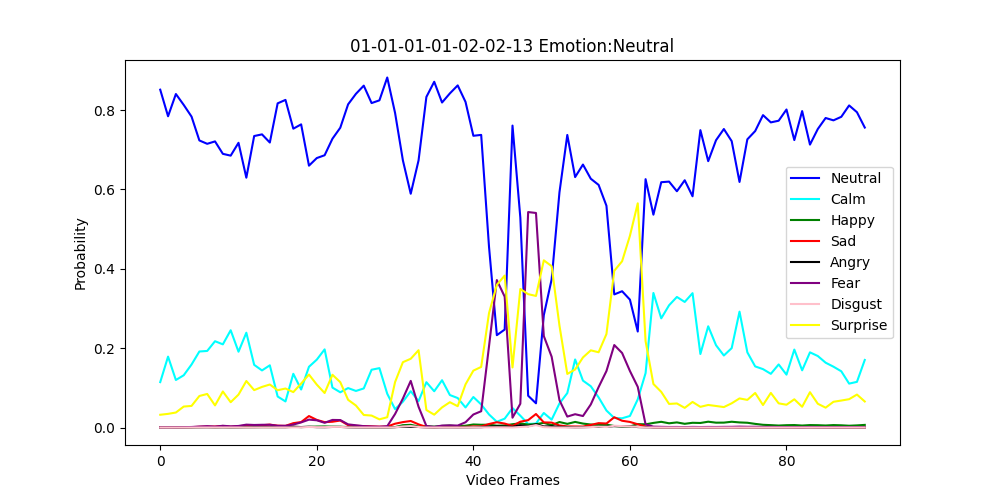 01-01-01-01-02-02-13 Emotion:Neutral
Probability
0.8
0.6
0.4
0.2
0.0
0
20
40
60
80
Video Frames
Neutral
Calm
Happy
Sad
Angry
Fear
Disgust
Surprise